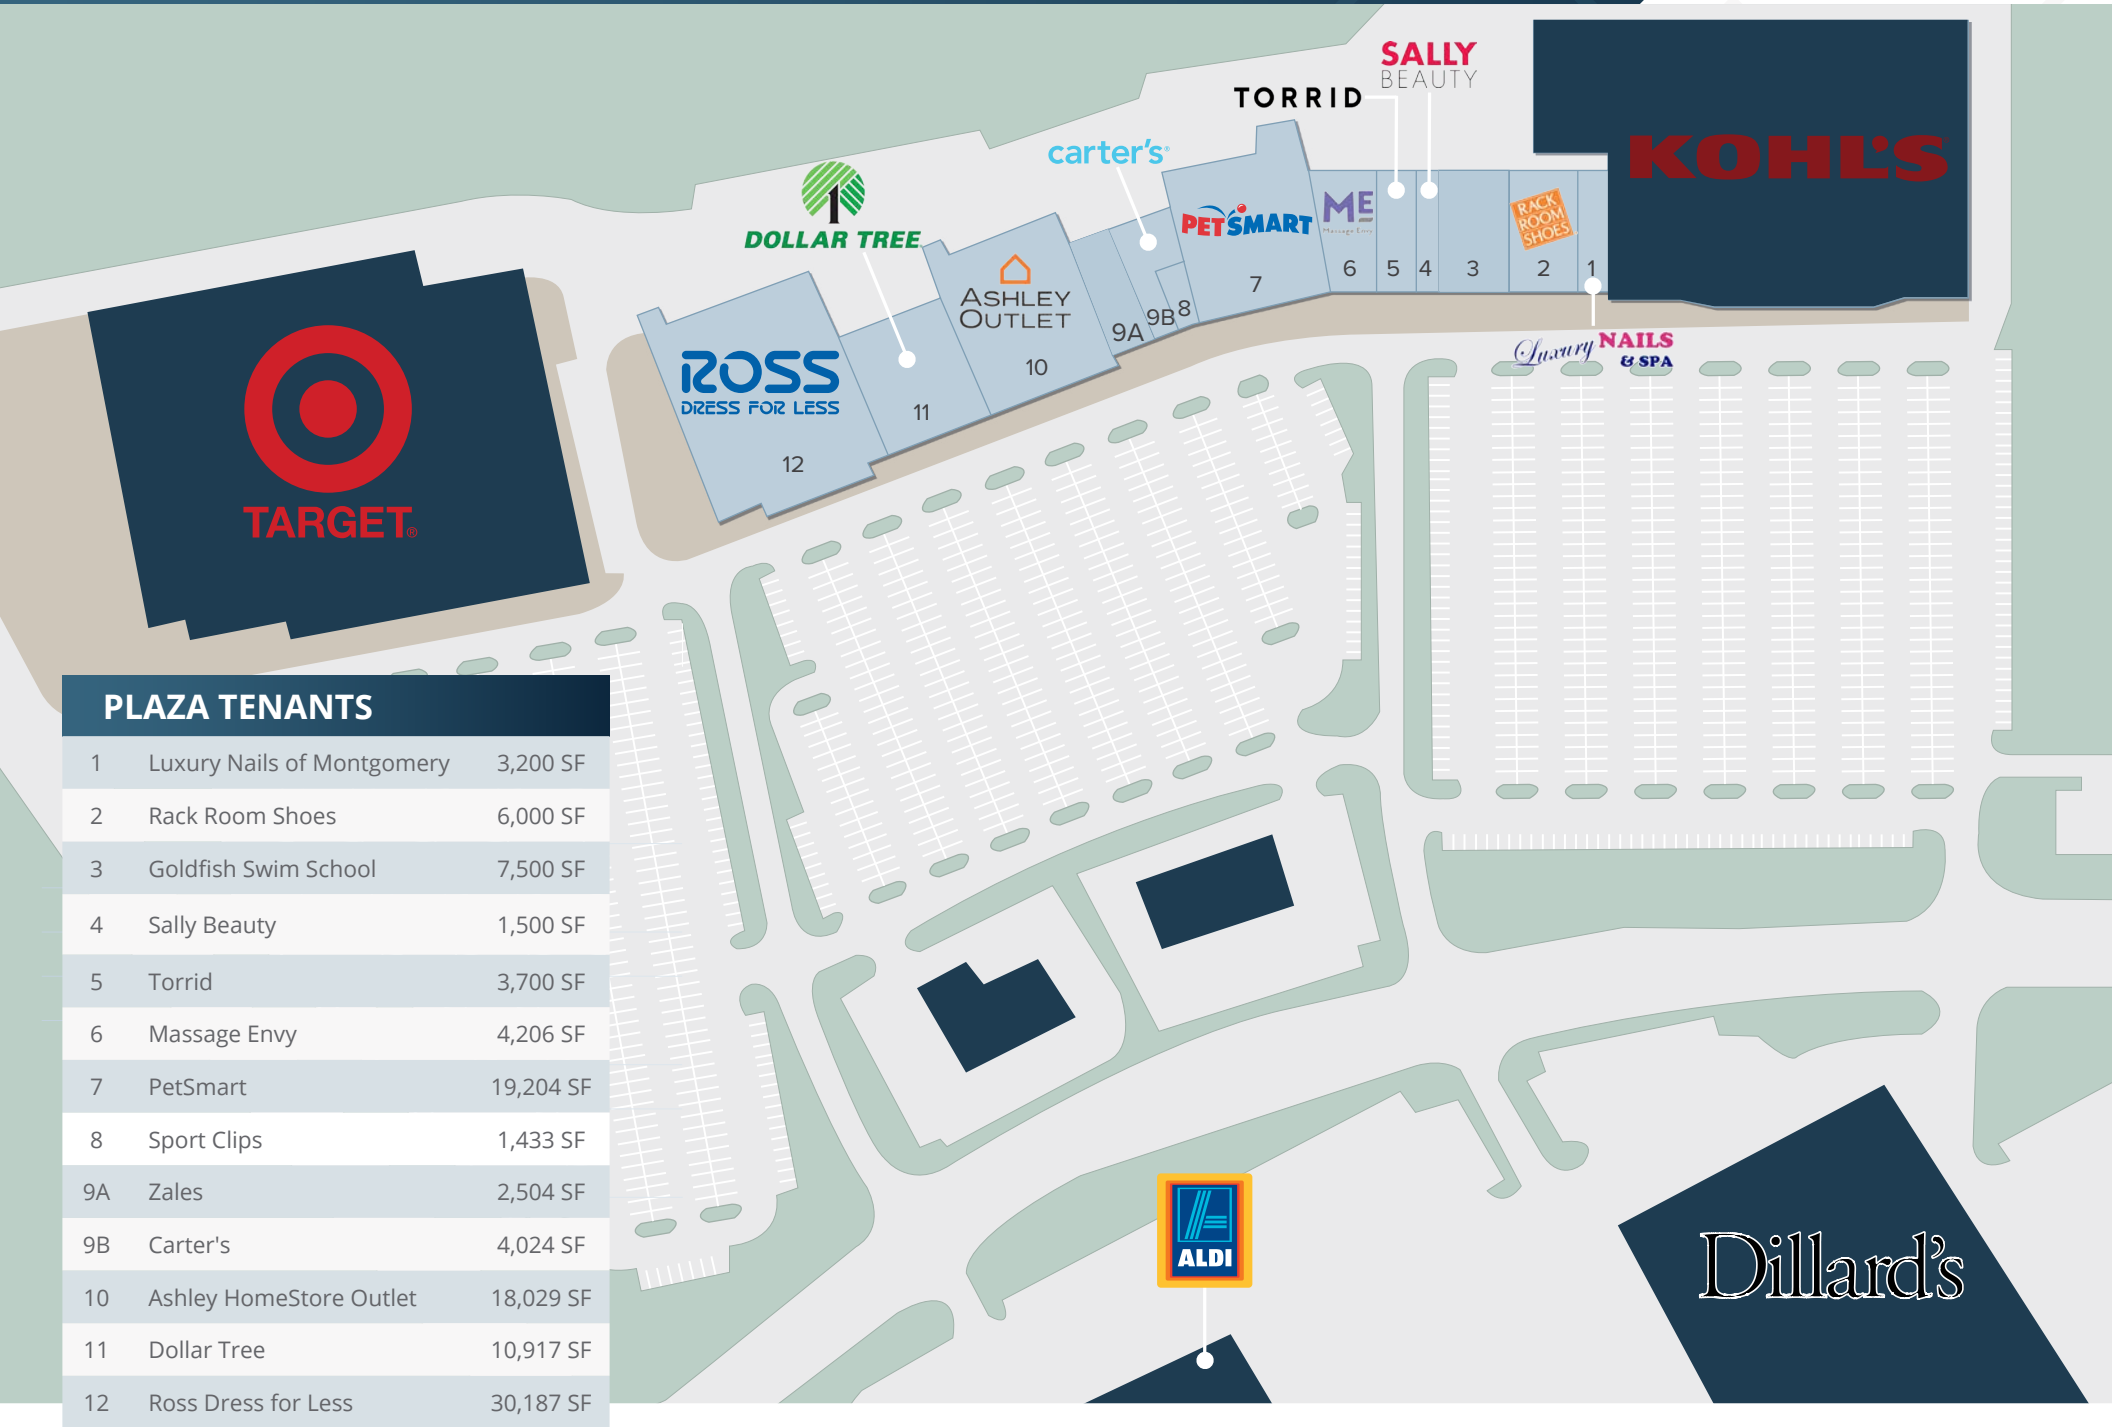 SALLY
BEAUTY
TORRID
carter's®
DOLLAR TREE
KOHL'S
PETSMART
ME
Massage Envy
RACK
ROOM
SHOES
ASHLEY
OUTLET
ROSS
DRESS FOR LESS
TARGET®
1
2
3
4
5
6
7
8
9B
9A
10
11
12
Luxury NAILS
& SPA
PLAZA TENANTS
1 Luxury Nails of Montgomery 3,200 SF
2 Rack Room Shoes 6,000 SF
3 Goldfish Swim School 7,500 SF
4 Sally Beauty 1,500 SF
5 Torrid 3,700 SF
6 Massage Envy 4,206 SF
7 PetSmart 19,204 SF
8 Sport Clips 1,433 SF
9A Zales 2,504 SF
9B Carter's 4,024 SF
10 Ashley HomeStore Outlet 18,029 SF
11 Dollar Tree 10,917 SF
12 Ross Dress for Less 30,187 SF
ALDI
Dillard's